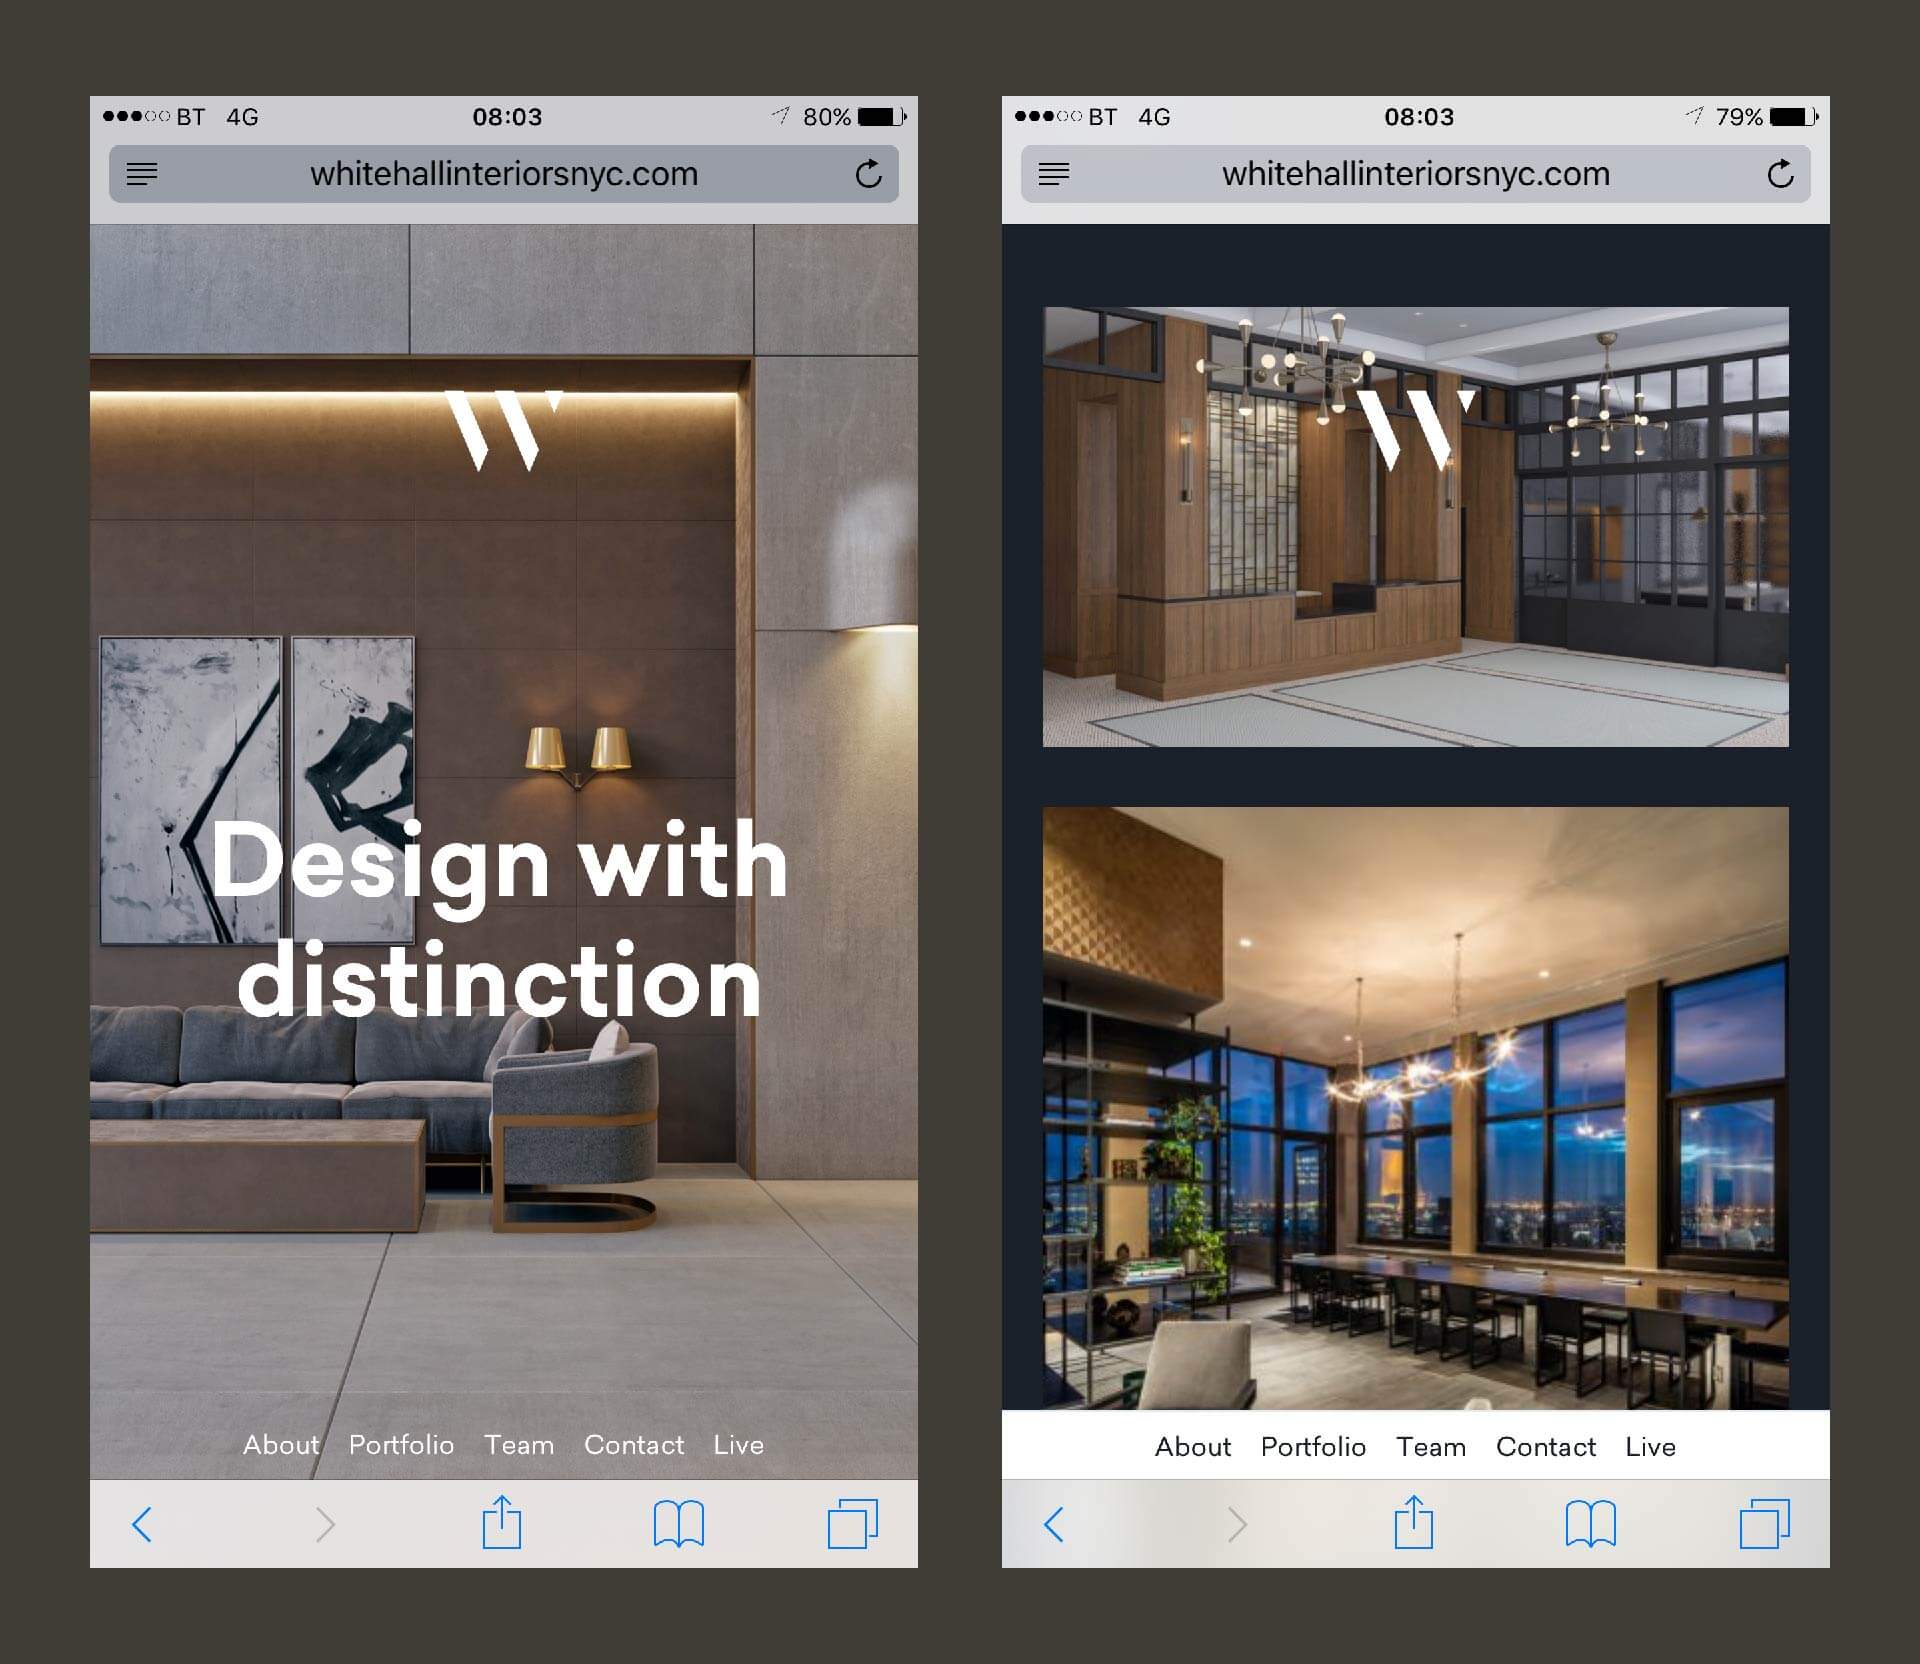 BT 4G 08:03 80%
whitehallinteriorsnyc.com
W
Design with
distinction
About Portfolio Team Contact Live
BT 4G 08:03 79%
whitehallinteriorsnyc.com
W
About Portfolio Team Contact Live